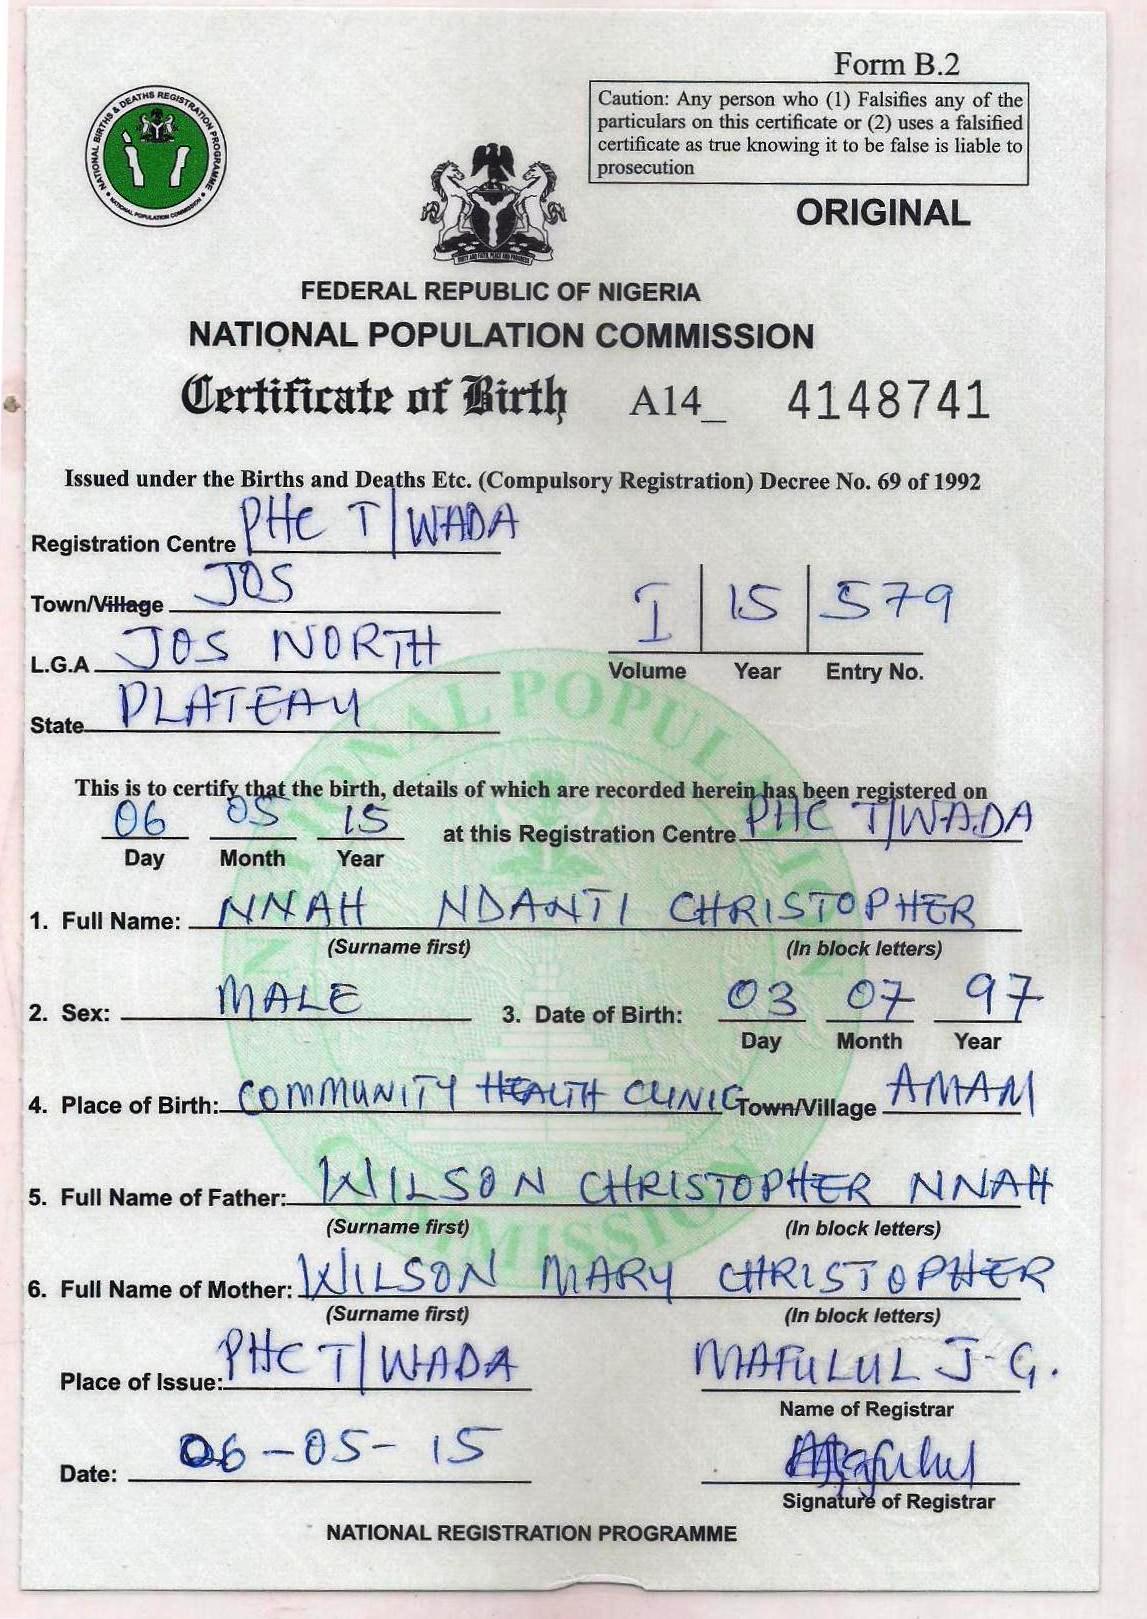 Form B.2
NATIONAL BIRTHS & DEATHS REGISTRATION PROGRAMME
NATIONAL POPULATION COMMISSION
Caution: Any person who (1) Falsifies any of the
particulars on this certificate or (2) uses a falsified
certificate as true knowing it to be false is liable to
prosecution
ORIGINAL
FEDERAL REPUBLIC OF NIGERIA
NATIONAL POPULATION COMMISSION
Certificate of Birth A14_ 4148741
Issued under the Births and Deaths Etc. (Compulsory Registration) Decree No. 69 of 1992
Registration Centre PHC T/WADA
Town/Village JOS
I 15 579
Volume Year Entry No.
L.G.A JOS NORTH
State PLATEAU
This is to certify that the birth, details of which are recorded herein has been registered on
06 05 15 at this Registration Centre PHC T/WADA
Day Month Year
1. Full Name: NNAH NDANTI CHRISTOPHER
(Surname first) (In block letters)
2. Sex: MALE 3. Date of Birth: 03 07 97
Day Month Year
4. Place of Birth: COMMUNITY HEALTH CLINIC Town/Village AMAM
5. Full Name of Father: WILSON CHRISTOPHER NNAH
(Surname first) (In block letters)
6. Full Name of Mother: WILSON MARY CHRISTOPHER
(Surname first) (In block letters)
Place of Issue: PHC T/WADA MAFULUL J-G.
Name of Registrar
Date: 06-05-15
Signature of Registrar
NATIONAL REGISTRATION PROGRAMME
NATIONAL POPULATION COMMISSION